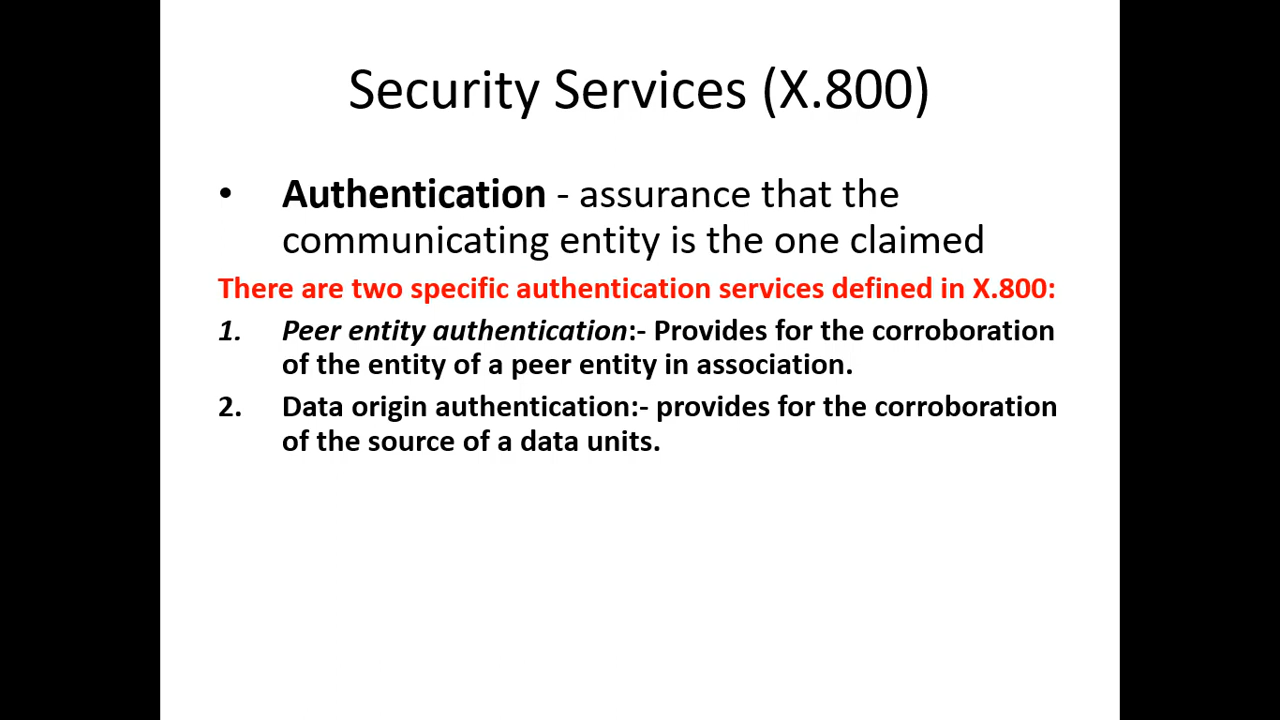 Security Services (X.800)
• Authentication - assurance that the
communicating entity is the one claimed
There are two specific authentication services defined in X.800:
1. Peer entity authentication:- Provides for the corroboration
of the entity of a peer entity in association.
2. Data origin authentication:- provides for the corroboration
of the source of a data units.